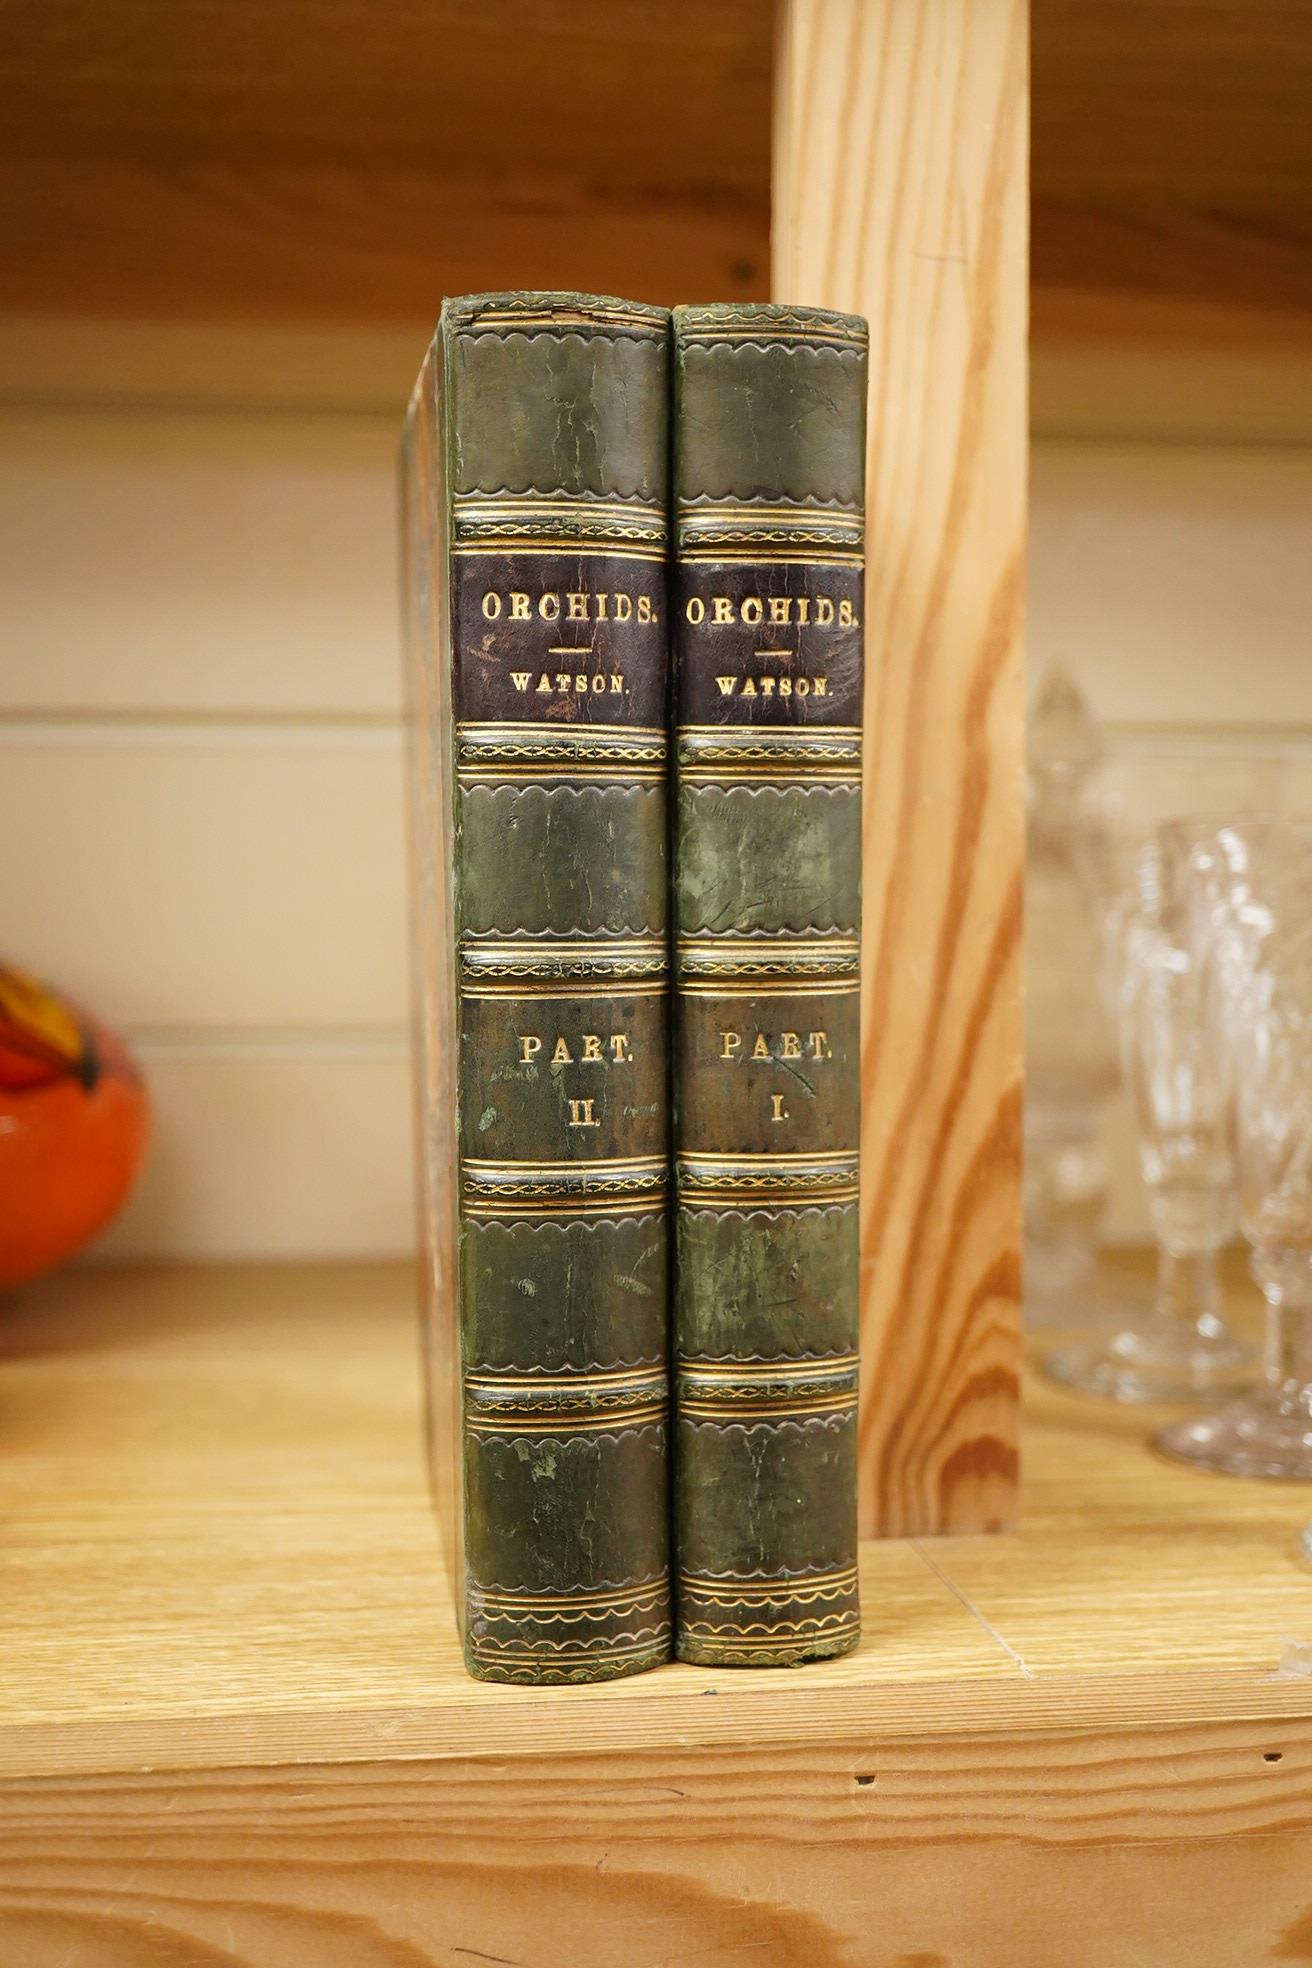 ORCHIDS.
WATSON.
PART.
II.
ORCHIDS.
WATSON.
PART.
I.